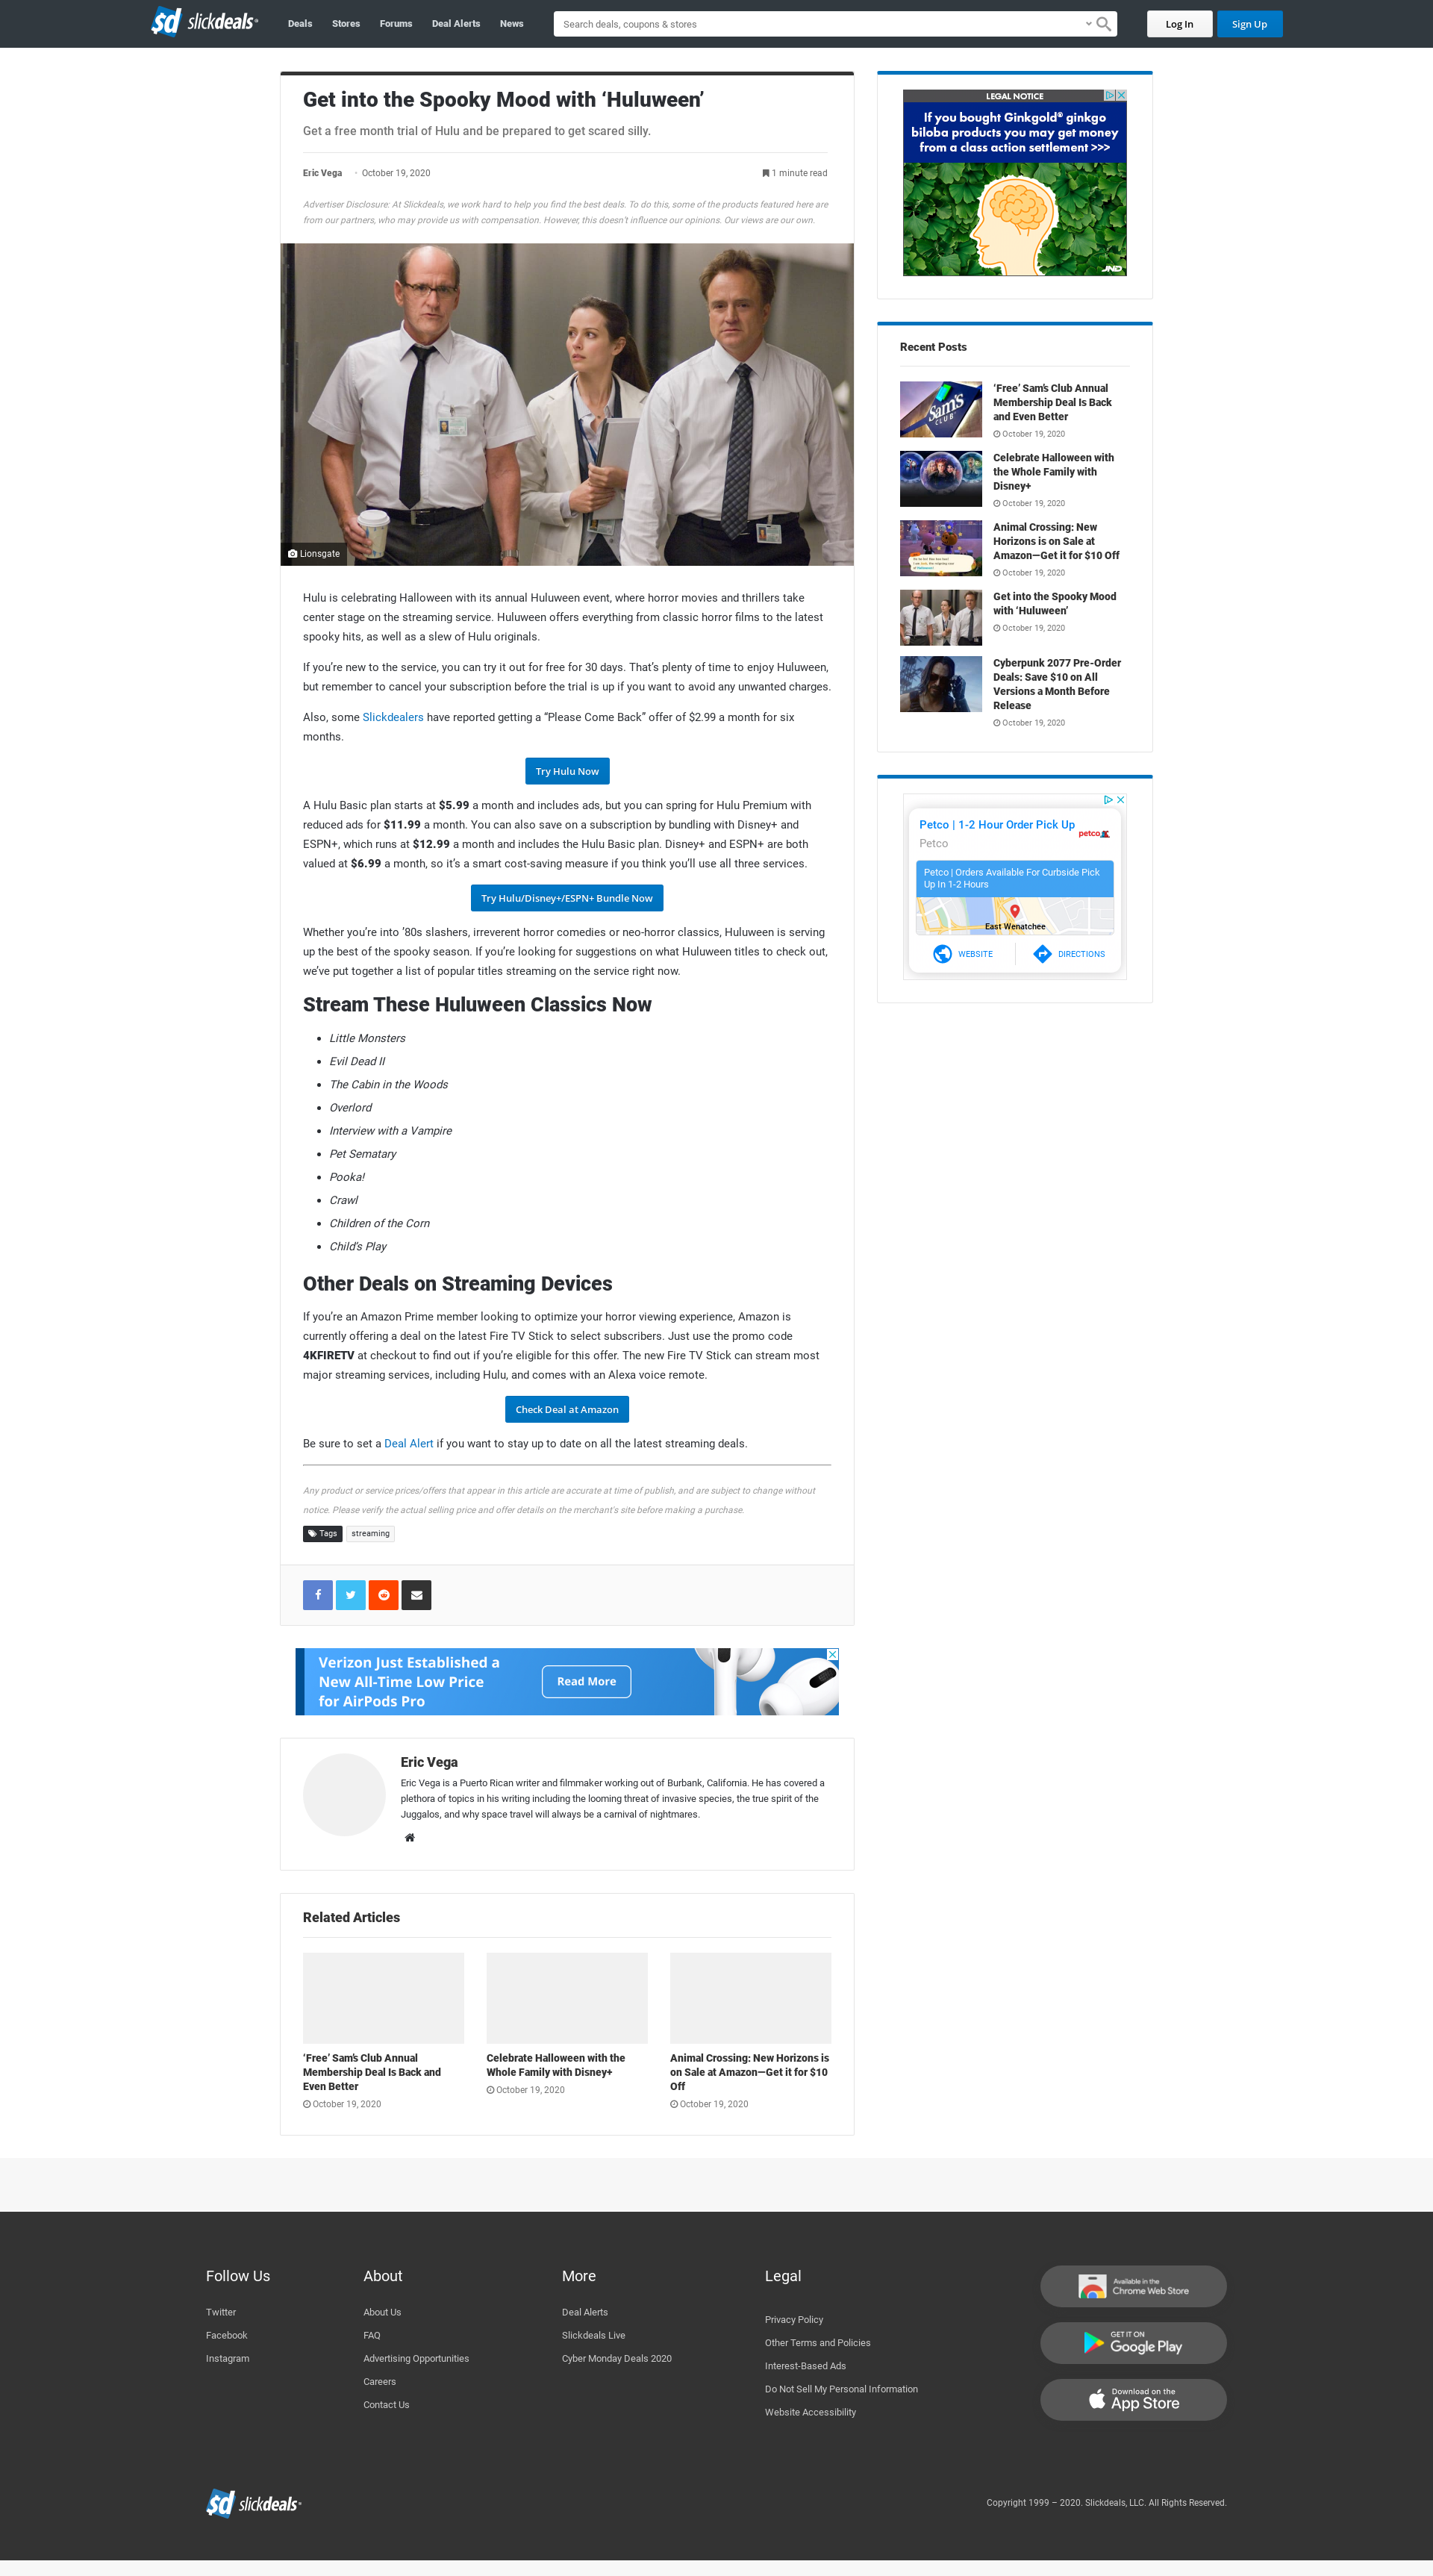 sd slickdeals
Deals
Stores
Forums
Deal Alerts
News
Search deals, coupons & stores
Log In
Sign Up
Get into the Spooky Mood with ‘Huluween’
Get a free month trial of Hulu and be prepared to get scared silly.
Eric Vega · October 19, 2020
1 minute read
Advertiser Disclosure: At Slickdeals, we work hard to help you find the best deals. To do this, some of the products featured here are
from our partners, who may provide us with compensation. However, this doesn’t influence our opinions. Our views are our own.
Lionsgate
Hulu is celebrating Halloween with its annual Huluween event, where horror movies and thrillers take
center stage on the streaming service. Huluween offers everything from classic horror films to the latest
spooky hits, as well as a slew of Hulu originals.
If you’re new to the service, you can try it out for free for 30 days. That’s plenty of time to enjoy Huluween,
but remember to cancel your subscription before the trial is up if you want to avoid any unwanted charges.
Also, some Slickdealers have reported getting a “Please Come Back” offer of $2.99 a month for six
months.
Try Hulu Now
A Hulu Basic plan starts at $5.99 a month and includes ads, but you can spring for Hulu Premium with
reduced ads for $11.99 a month. You can also save on a subscription by bundling with Disney+ and
ESPN+, which runs at $12.99 a month and includes the Hulu Basic plan. Disney+ and ESPN+ are both
valued at $6.99 a month, so it’s a smart cost-saving measure if you think you’ll use all three services.
Try Hulu/Disney+/ESPN+ Bundle Now
Whether you’re into ’80s slashers, irreverent horror comedies or neo-horror classics, Huluween is serving
up the best of the spooky season. If you’re looking for suggestions on what Huluween titles to check out,
we’ve put together a list of popular titles streaming on the service right now.
Stream These Huluween Classics Now
• Little Monsters
• Evil Dead II
• The Cabin in the Woods
• Overlord
• Interview with a Vampire
• Pet Sematary
• Pooka!
• Crawl
• Children of the Corn
• Child’s Play
Other Deals on Streaming Devices
If you’re an Amazon Prime member looking to optimize your horror viewing experience, Amazon is
currently offering a deal on the latest Fire TV Stick to select subscribers. Just use the promo code
4KFIRETV at checkout to find out if you’re eligible for this offer. The new Fire TV Stick can stream most
major streaming services, including Hulu, and comes with an Alexa voice remote.
Check Deal at Amazon
Be sure to set a Deal Alert if you want to stay up to date on all the latest streaming deals.
Any product or service prices/offers that appear in this article are accurate at time of publish, and are subject to change without
notice. Please verify the actual selling price and offer details on the merchant’s site before making a purchase.
Tags
streaming
Verizon Just Established a
New All-Time Low Price
for AirPods Pro
Read More
Eric Vega
Eric Vega is a Puerto Rican writer and filmmaker working out of Burbank, California. He has covered a
plethora of topics in his writing including the looming threat of invasive species, the true spirit of the
Juggalos, and why space travel will always be a carnival of nightmares.
Related Articles
‘Free’ Sam’s Club Annual
Membership Deal Is Back and
Even Better
October 19, 2020
Celebrate Halloween with the
Whole Family with Disney+
October 19, 2020
Animal Crossing: New Horizons is
on Sale at Amazon—Get it for $10
Off
October 19, 2020
LEGAL NOTICE
If you bought Ginkgold® ginkgo
biloba products you may get money
from a class action settlement >>>
JND
Recent Posts
Sam's
CLUB
‘Free’ Sam’s Club Annual
Membership Deal Is Back
and Even Better
October 19, 2020
Celebrate Halloween with
the Whole Family with
Disney+
October 19, 2020
Animal Crossing: New
Horizons is on Sale at
Amazon—Get it for $10 Off
October 19, 2020
Get into the Spooky Mood
with ‘Huluween’
October 19, 2020
Cyberpunk 2077 Pre-Order
Deals: Save $10 on All
Versions a Month Before
Release
October 19, 2020
Petco | 1-2 Hour Order Pick Up
Petco
petco
Petco | Orders Available For Curbside Pick
Up In 1-2 Hours
East Wenatchee
WEBSITE
DIRECTIONS
Follow Us
Twitter
Facebook
Instagram
About
About Us
FAQ
Advertising Opportunities
Careers
Contact Us
More
Deal Alerts
Slickdeals Live
Cyber Monday Deals 2020
Legal
Privacy Policy
Other Terms and Policies
Interest-Based Ads
Do Not Sell My Personal Information
Website Accessibility
Available in the
Chrome Web Store
GET IT ON
Google Play
Download on the
App Store
sd slickdeals
Copyright 1999 – 2020. Slickdeals, LLC. All Rights Reserved.